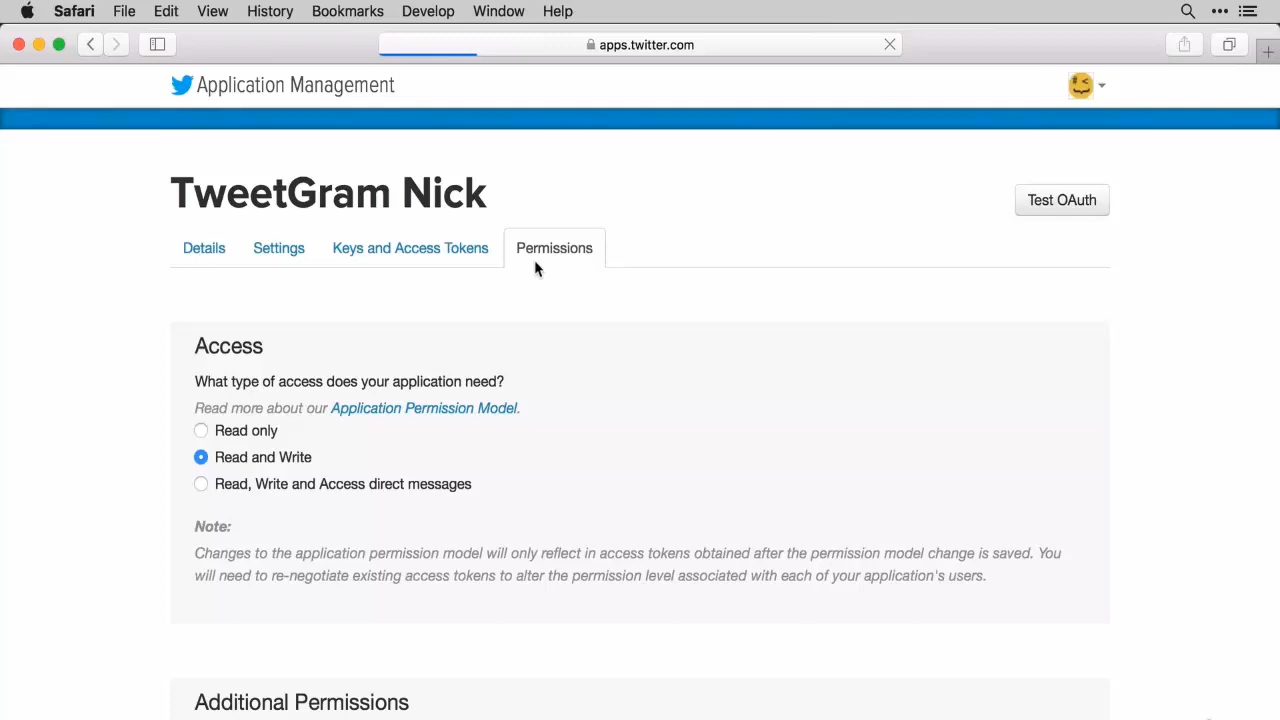 Safari File Edit View History Bookmarks Develop Window Help
apps.twitter.com
Application Management
TweetGram Nick
Test OAuth
Details Settings Keys and Access Tokens Permissions
Access
What type of access does your application need?
Read more about our Application Permission Model.
Read only
Read and Write
Read, Write and Access direct messages
Note:
Changes to the application permission model will only reflect in access tokens obtained after the permission model change is saved. You
will need to re-negotiate existing access tokens to alter the permission level associated with each of your application's users.
Additional Permissions